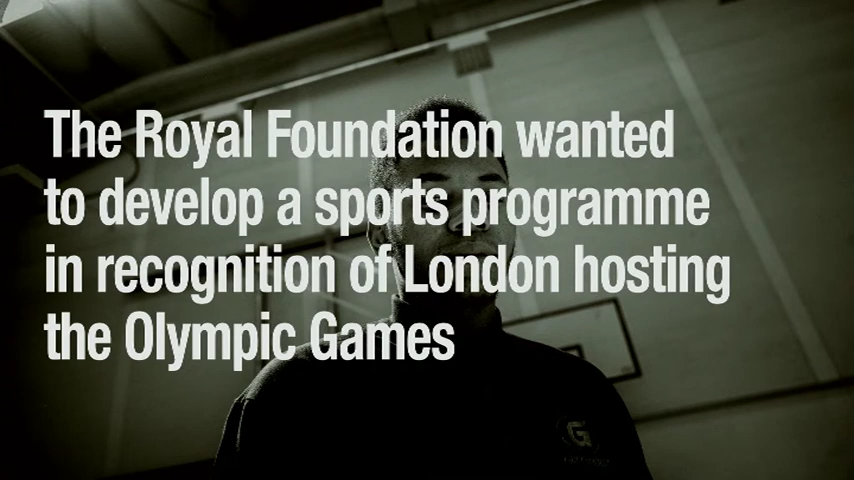 The Royal Foundation wanted
to develop a sports programme
in recognition of London hosting
the Olympic Games
G